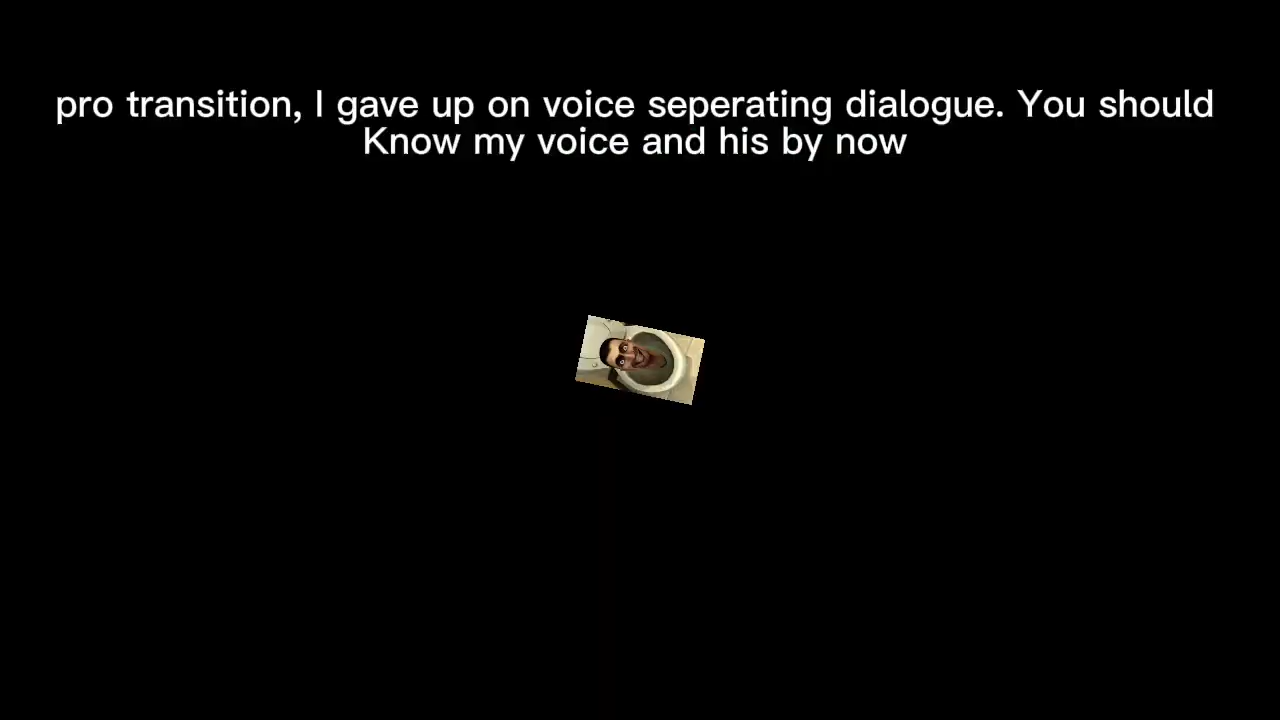 pro transition, I gave up on voice seperating dialogue. You should
Know my voice and his by now